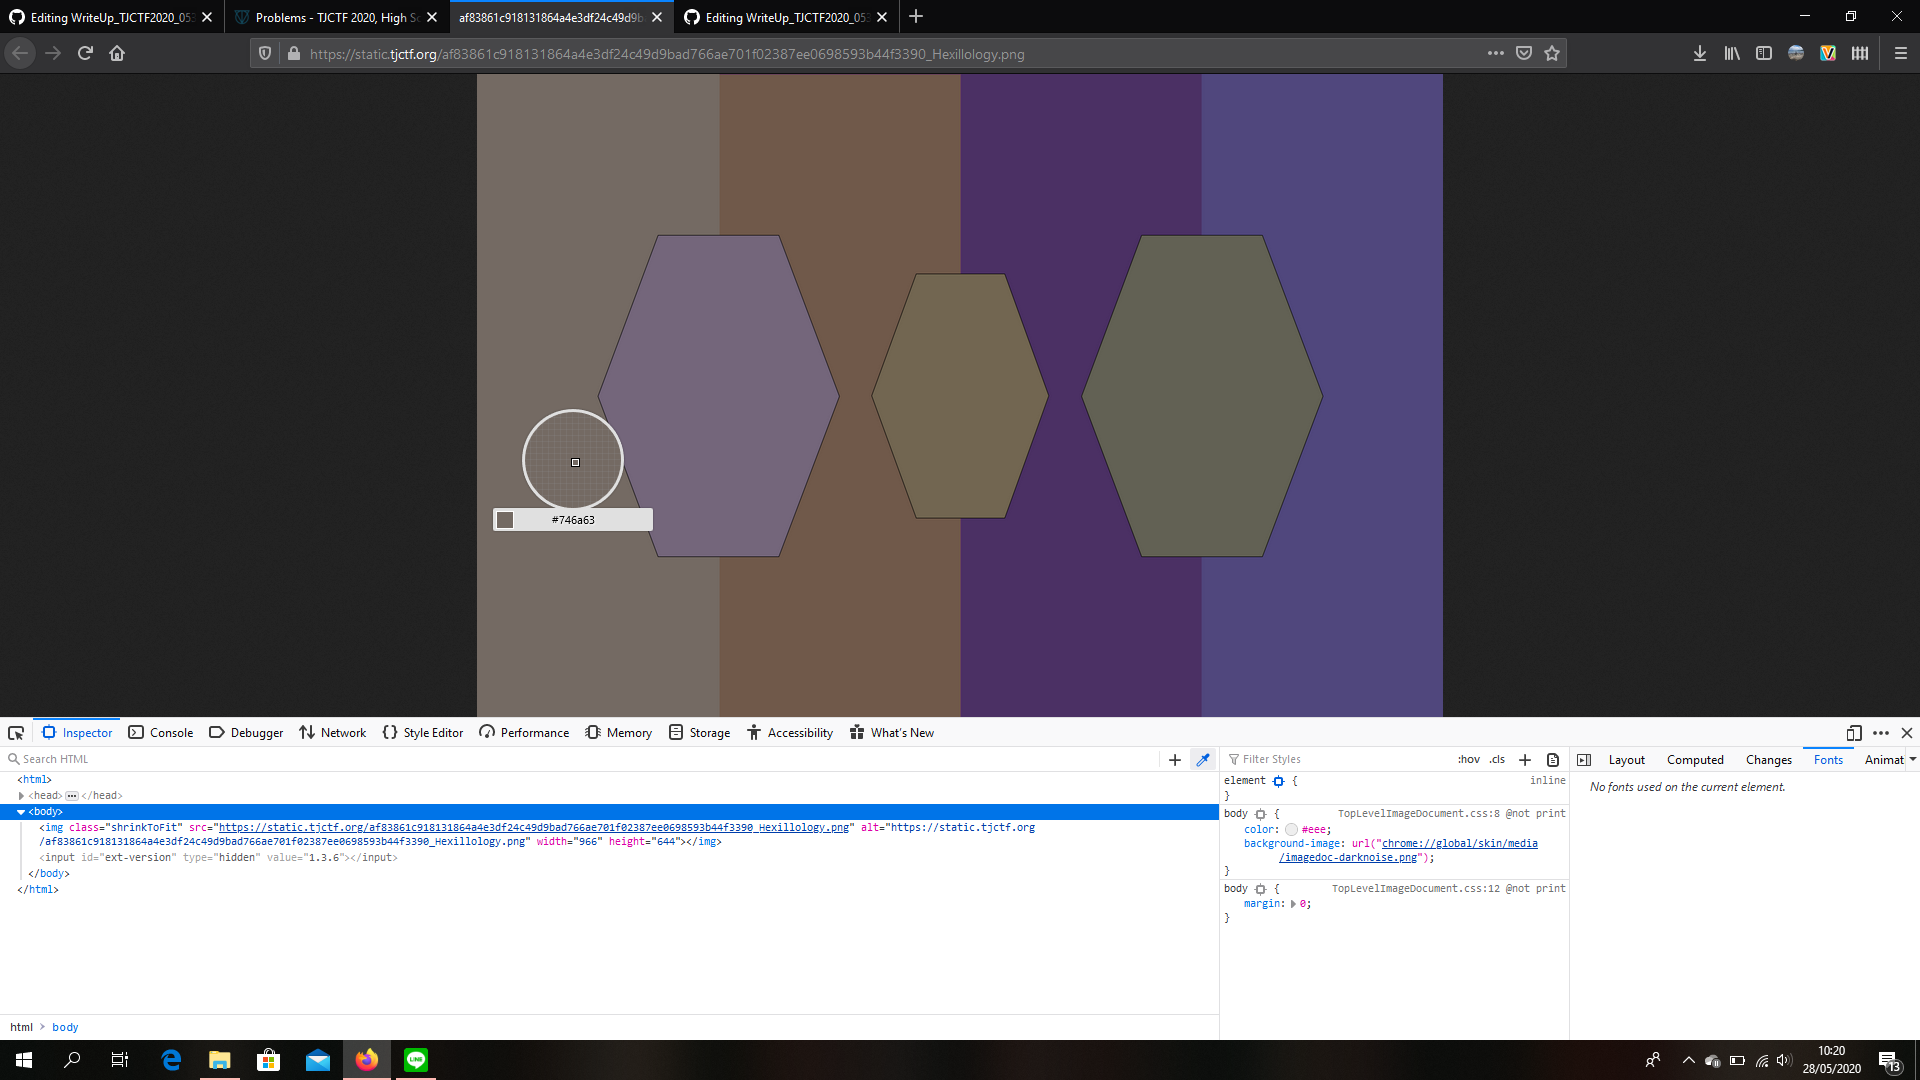 Editing WriteUp_TJCTF2020_053
Problems - TJCTF 2020, High Sc
af83861c918131864a4e3df24c49d9b
Editing WriteUp_TJCTF2020_053
https://static.tjctf.org/af83861c918131864a4e3df24c49d9bad766ae701f02387ee0698593b44f3390_Hexillology.png
#746a63
Inspector Console Debugger Network Style Editor Performance Memory Storage Accessibility What's New
Search HTML
Filter Styles :hov .cls
Layout Computed Changes Fonts Animat
<html>
<head> ••• </head>
<body>
<img class="shrinkToFit" src="https://static.tjctf.org/af83861c918131864a4e3df24c49d9bad766ae701f02387ee0698593b44f3390_Hexillology.png" alt="https://static.tjctf.org
/af83861c918131864a4e3df24c49d9bad766ae701f02387ee0698593b44f3390_Hexillology.png" width="966" height="644"></img>
<input id="ext-version" type="hidden" value="1.3.6"></input>
</body>
</html>
element { inline
}
body { TopLevelImageDocument.css:8 @not print
color: #eee;
background-image: url("chrome://global/skin/media
/imagedoc-darknoise.png");
}
body { TopLevelImageDocument.css:12 @not print
margin: 0;
}
No fonts used on the current element.
html > body
10:20
28/05/2020
13